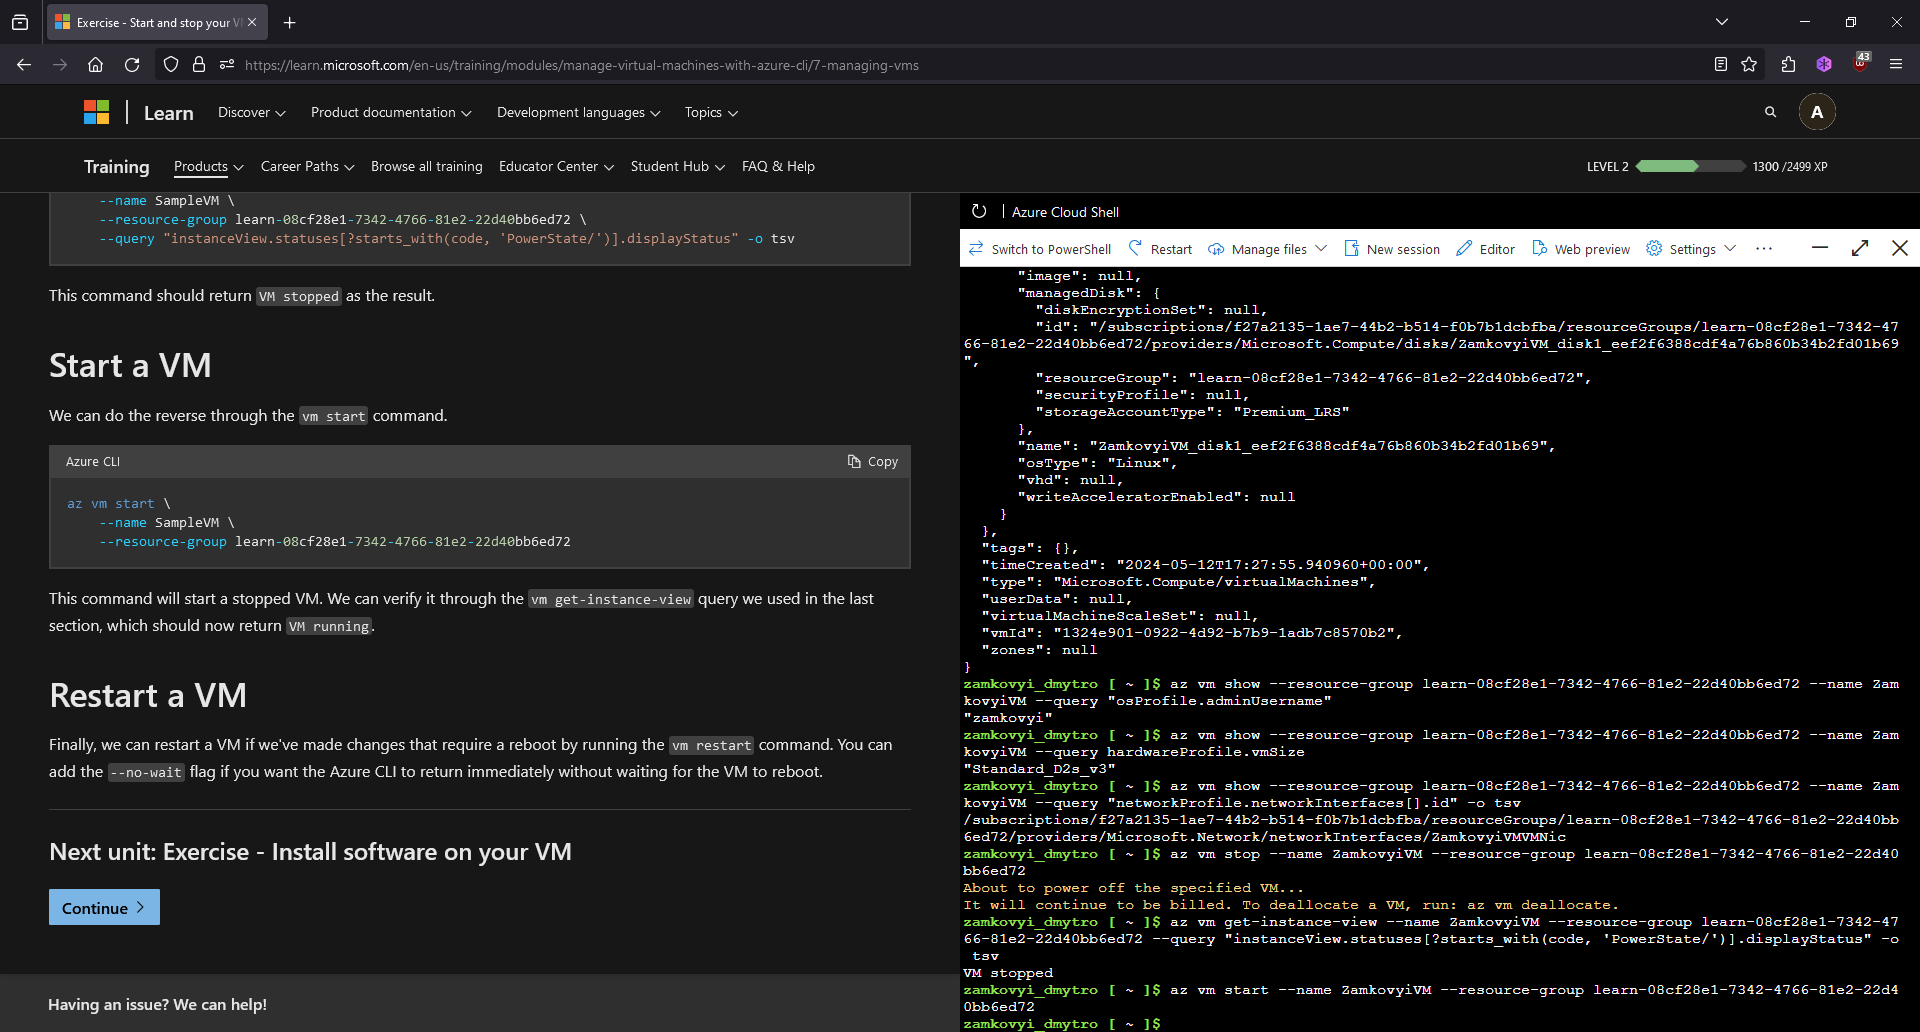 Exercise - Start and stop your V
https://learn.microsoft.com/en-us/training/modules/manage-virtual-machines-with-azure-cli/7-managing-vms
43
Learn
Discover
Product documentation
Development languages
Topics
A
Training
Products
Career Paths
Browse all training
Educator Center
Student Hub
FAQ & Help
LEVEL 2
1300 /2499 XP
--name SampleVM \
--resource-group learn-08cf28e1-7342-4766-81e2-22d40bb6ed72 \
--query "instanceView.statuses[?starts_with(code, 'PowerState/')].displayStatus" -o tsv
This command should return VM stopped as the result.
Start a VM
We can do the reverse through the vm start command.
Azure CLI
Copy
az vm start \
--name SampleVM \
--resource-group learn-08cf28e1-7342-4766-81e2-22d40bb6ed72
This command will start a stopped VM. We can verify it through the vm get-instance-view query we used in the last
section, which should now return VM running.
Restart a VM
Finally, we can restart a VM if we've made changes that require a reboot by running the vm restart command. You can
add the --no-wait flag if you want the Azure CLI to return immediately without waiting for the VM to reboot.
Next unit: Exercise - Install software on your VM
Continue
Having an issue? We can help!
Azure Cloud Shell
Switch to PowerShell
Restart
Manage files
New session
Editor
Web preview
Settings
"image": null,
"managedDisk": {
"diskEncryptionSet": null,
"id": "/subscriptions/f27a2135-1ae7-44b2-b514-f0b7b1dcbfba/resourceGroups/learn-08cf28e1-7342-47
66-81e2-22d40bb6ed72/providers/Microsoft.Compute/disks/ZamkovyiVM_disk1_eef2f6388cdf4a76b860b34b2fd01b69
",
"resourceGroup": "learn-08cf28e1-7342-4766-81e2-22d40bb6ed72",
"securityProfile": null,
"storageAccountType": "Premium_LRS"
},
"name": "ZamkovyiVM_disk1_eef2f6388cdf4a76b860b34b2fd01b69",
"osType": "Linux",
"vhd": null,
"writeAcceleratorEnabled": null
}
},
"tags": {},
"timeCreated": "2024-05-12T17:27:55.940960+00:00",
"type": "Microsoft.Compute/virtualMachines",
"userData": null,
"virtualMachineScaleSet": null,
"vmId": "1324e901-0922-4d92-b7b9-1adb7c8570b2",
"zones": null
}
zamkovyi_dmytro [ ~ ]$ az vm show --resource-group learn-08cf28e1-7342-4766-81e2-22d40bb6ed72 --name Zam
kovyiVM --query "osProfile.adminUsername"
"zamkovyi"
zamkovyi_dmytro [ ~ ]$ az vm show --resource-group learn-08cf28e1-7342-4766-81e2-22d40bb6ed72 --name Zam
kovyiVM --query hardwareProfile.vmSize
"Standard_D2s_v3"
zamkovyi_dmytro [ ~ ]$ az vm show --resource-group learn-08cf28e1-7342-4766-81e2-22d40bb6ed72 --name Zam
kovyiVM --query "networkProfile.networkInterfaces[].id" -o tsv
/subscriptions/f27a2135-1ae7-44b2-b514-f0b7b1dcbfba/resourceGroups/learn-08cf28e1-7342-4766-81e2-22d40bb
6ed72/providers/Microsoft.Network/networkInterfaces/ZamkovyiVMVMNic
zamkovyi_dmytro [ ~ ]$ az vm stop --name ZamkovyiVM --resource-group learn-08cf28e1-7342-4766-81e2-22d40
bb6ed72
About to power off the specified VM...
It will continue to be billed. To deallocate a VM, run: az vm deallocate.
zamkovyi_dmytro [ ~ ]$ az vm get-instance-view --name ZamkovyiVM --resource-group learn-08cf28e1-7342-47
66-81e2-22d40bb6ed72 --query "instanceView.statuses[?starts_with(code, 'PowerState/')].displayStatus" -o
tsv
VM stopped
zamkovyi_dmytro [ ~ ]$ az vm start --name ZamkovyiVM --resource-group learn-08cf28e1-7342-4766-81e2-22d4
0bb6ed72
zamkovyi_dmytro [ ~ ]$